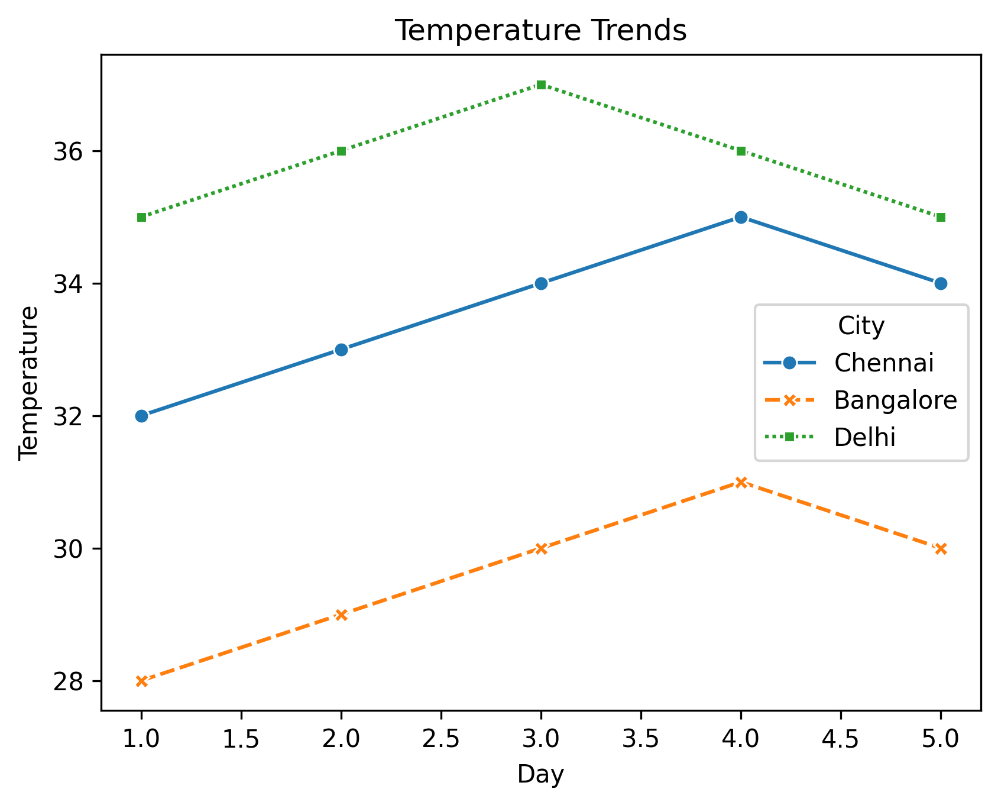 Temperature Trends
Temperature
36
34
32
30
28
City
Chennai
Bangalore
Delhi
1.0 1.5 2.0 2.5 3.0 3.5 4.0 4.5 5.0
Day